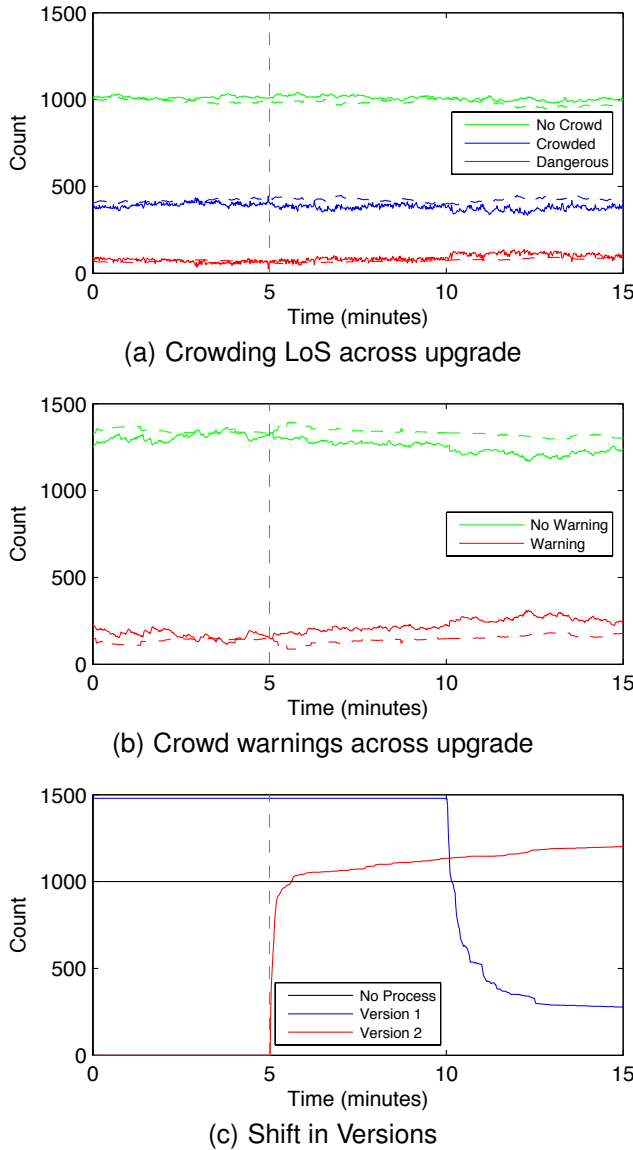 1500
1000
500
0
Count
No Crowd
Crowded
Dangerous
0 5 10 15
Time (minutes)
(a) Crowding LoS across upgrade
1500
1000
500
0
Count
No Warning
Warning
0 5 10 15
Time (minutes)
(b) Crowd warnings across upgrade
1500
1000
500
0
Count
No Process
Version 1
Version 2
0 5 10 15
Time (minutes)
(c) Shift in Versions